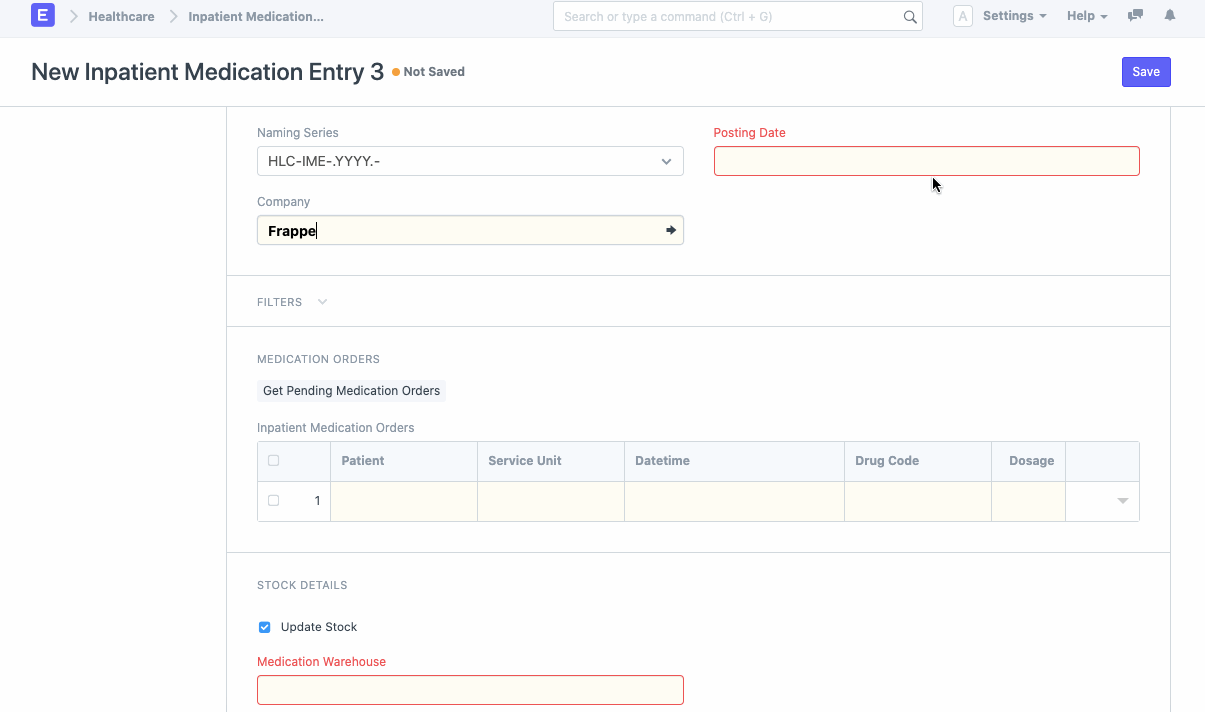 E Healthcare Inpatient Medication... Search or type a command (Ctrl + G) A Settings Help
New Inpatient Medication Entry 3 Not Saved Save
Naming Series Posting Date
HLC-IME-.YYYY.-
Company
Frappe
FILTERS
MEDICATION ORDERS
Get Pending Medication Orders
Inpatient Medication Orders
Patient Service Unit Datetime Drug Code Dosage
1
STOCK DETAILS
Update Stock
Medication Warehouse